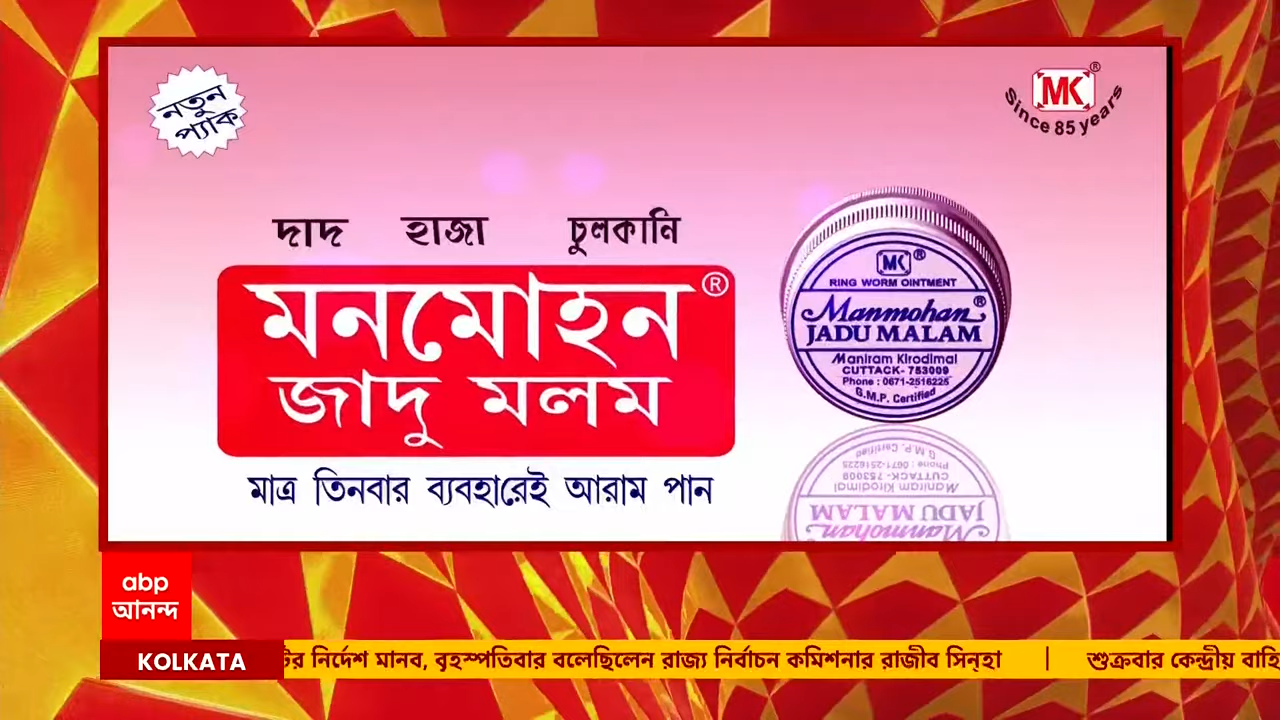 নতুন
প্যাক
MK®
Since 85 years
দাদ হাজা চুলকানি
মনমোহন®
জাদু মলম
মাত্র তিনবার ব্যবহারেই আরাম পান
MK®
RING WORM OINTMENT
Manmohan®
JADU MALAM
Maniram Kirodimal
CUTTACK- 753009
Phone : 0671-2516225
G.M.P. Certified
abp
আনন্দ
KOLKATA
নির্দেশ মানব, বৃহস্পতিবার বলেছিলেন রাজ্য নির্বাচন কমিশনার রাজীব সিন্হা | শুক্রবার কেন্দ্রীয়